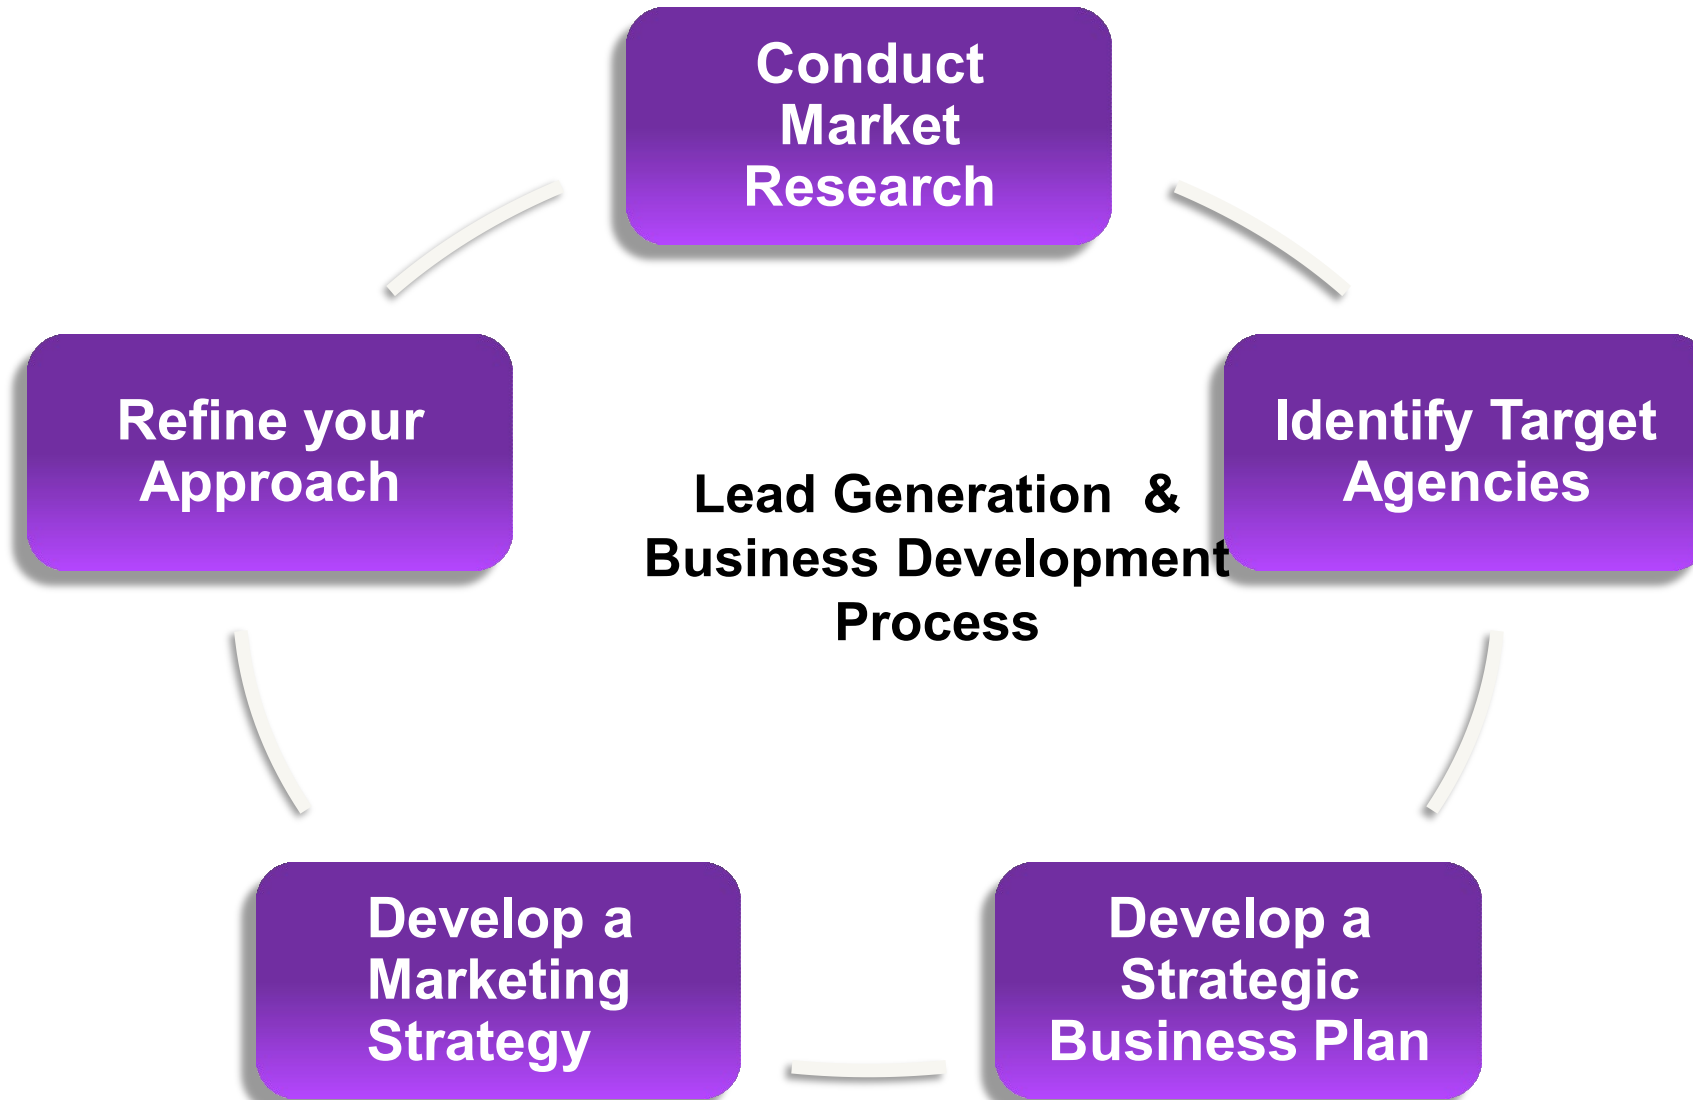 Conduct
Market
Research
Identify Target
Agencies
Develop a
Strategic
Business Plan
Develop a
Marketing
Strategy
Refine your
Approach
Lead Generation  &
Business Development
Process